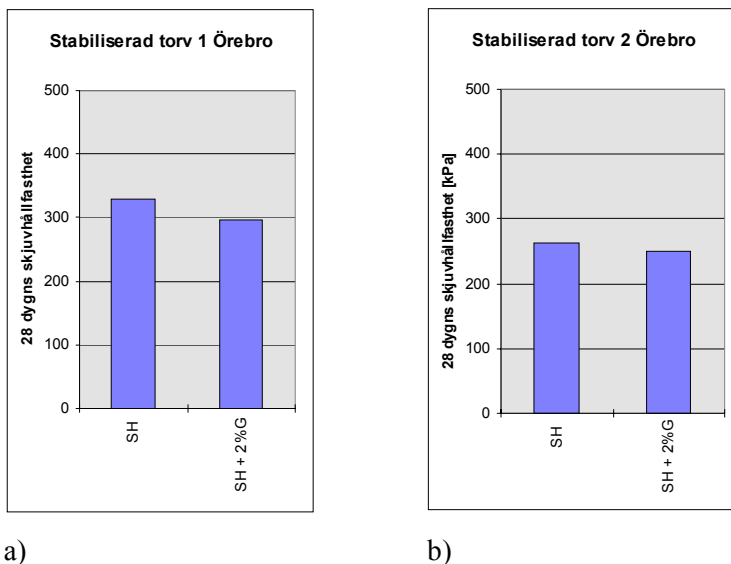 Stabiliserad torv 1 Örebro
28 dygns skjuvhållfasthet
500
400
300
200
100
0
SH
SH + 2%G
a)
Stabiliserad torv 2 Örebro
28 dygns skjuvhållfasthet [kPa]
500
400
300
200
100
0
SH
SH + 2%G
b)